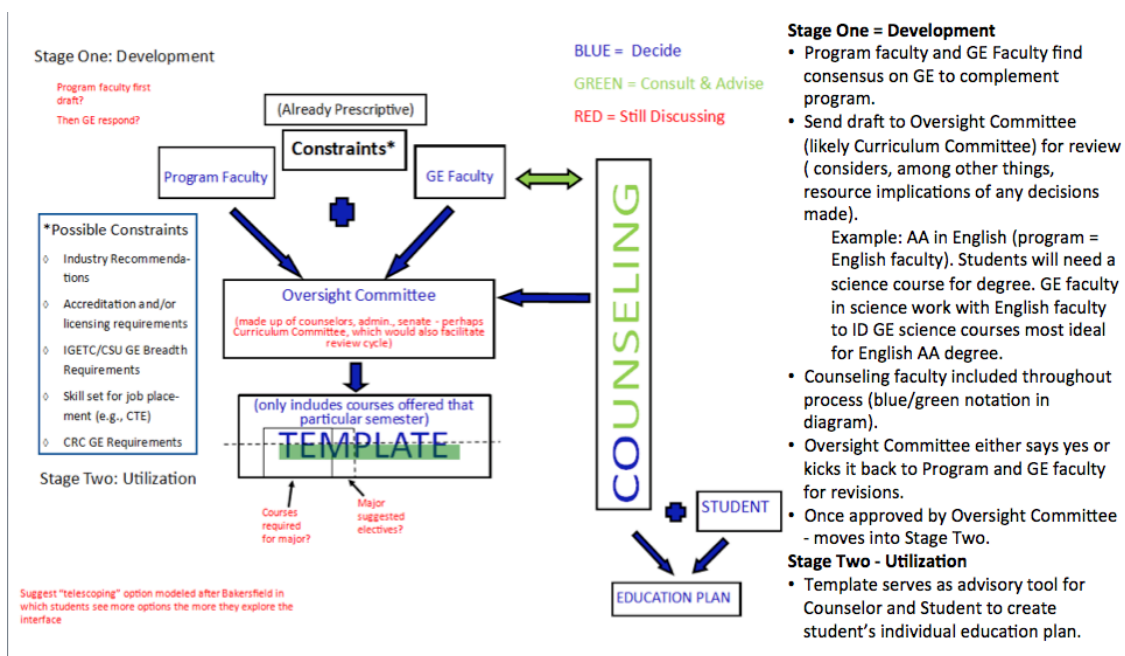 Stage One: Development
Program faculty first
draft?
Then GE respond?
BLUE = Decide
GREEN = Consult & Advise
RED = Still Discussing
(Already Prescriptive)
Constraints*
Program Faculty
GE Faculty
COUNSELING
*Possible Constraints
◊ Industry Recommenda-
tions
◊ Accreditation and/or
licensing requirements
◊ IGETC/CSU GE Breadth
Requirements
◊ Skill set for job place-
ment (e.g., CTE)
◊ CRC GE Requirements
Oversight Committee
(made up of counselors, admin., senate - perhaps
Curriculum Committee, which would also facilitate
review cycle)
(only includes courses offered that
particular semester)
TEMPLATE
Stage Two: Utilization
Courses
required
for major?
Major
suggested
electives?
STUDENT
EDUCATION PLAN
Suggest "telescoping" option modeled after Bakersfield in
which students see more options the more they explore the
interface
Stage One = Development
• Program faculty and GE Faculty find
consensus on GE to complement
program.
• Send draft to Oversight Committee
(likely Curriculum Committee) for review
( considers, among other things,
resource implications of any decisions
made).
Example: AA in English (program =
English faculty). Students will need a
science course for degree. GE faculty
in science work with English faculty
to ID GE science courses most ideal
for English AA degree.
• Counseling faculty included throughout
process (blue/green notation in
diagram).
• Oversight Committee either says yes or
kicks it back to Program and GE faculty
for revisions.
• Once approved by Oversight Committee
- moves into Stage Two.
Stage Two - Utilization
• Template serves as advisory tool for
Counselor and Student to create
student's individual education plan.